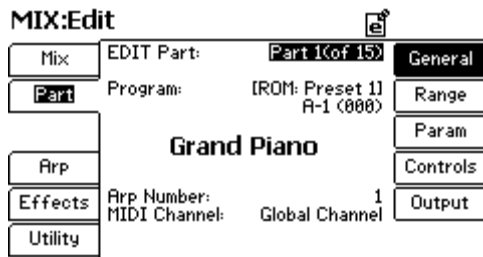 MIX:Edit
e
Mix
Part
Arp
Effects
Utility
EDIT Part: Part 1(of 15)
Program: [ROM: Preset 1]
A-1 (000)
Grand Piano
Arp Number: 1
MIDI Channel: Global Channel
General
Range
Param
Controls
Output